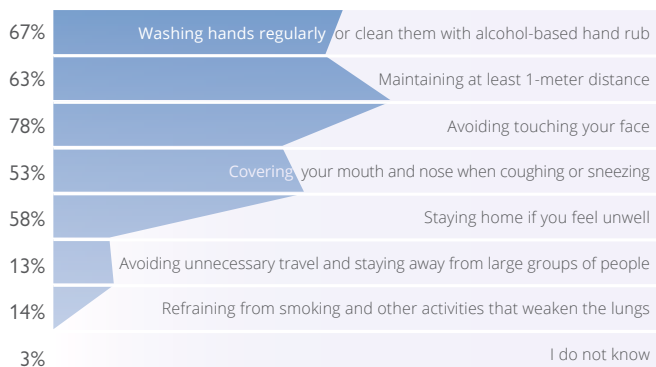 67% Washing hands regularly or clean them with alcohol-based hand rub
63% Maintaining at least 1-meter distance
78% Avoiding touching your face
53% Covering your mouth and nose when coughing or sneezing
58% Staying home if you feel unwell
13% Avoiding unnecessary travel and staying away from large groups of people
14% Refraining from smoking and other activities that weaken the lungs
3% I do not know